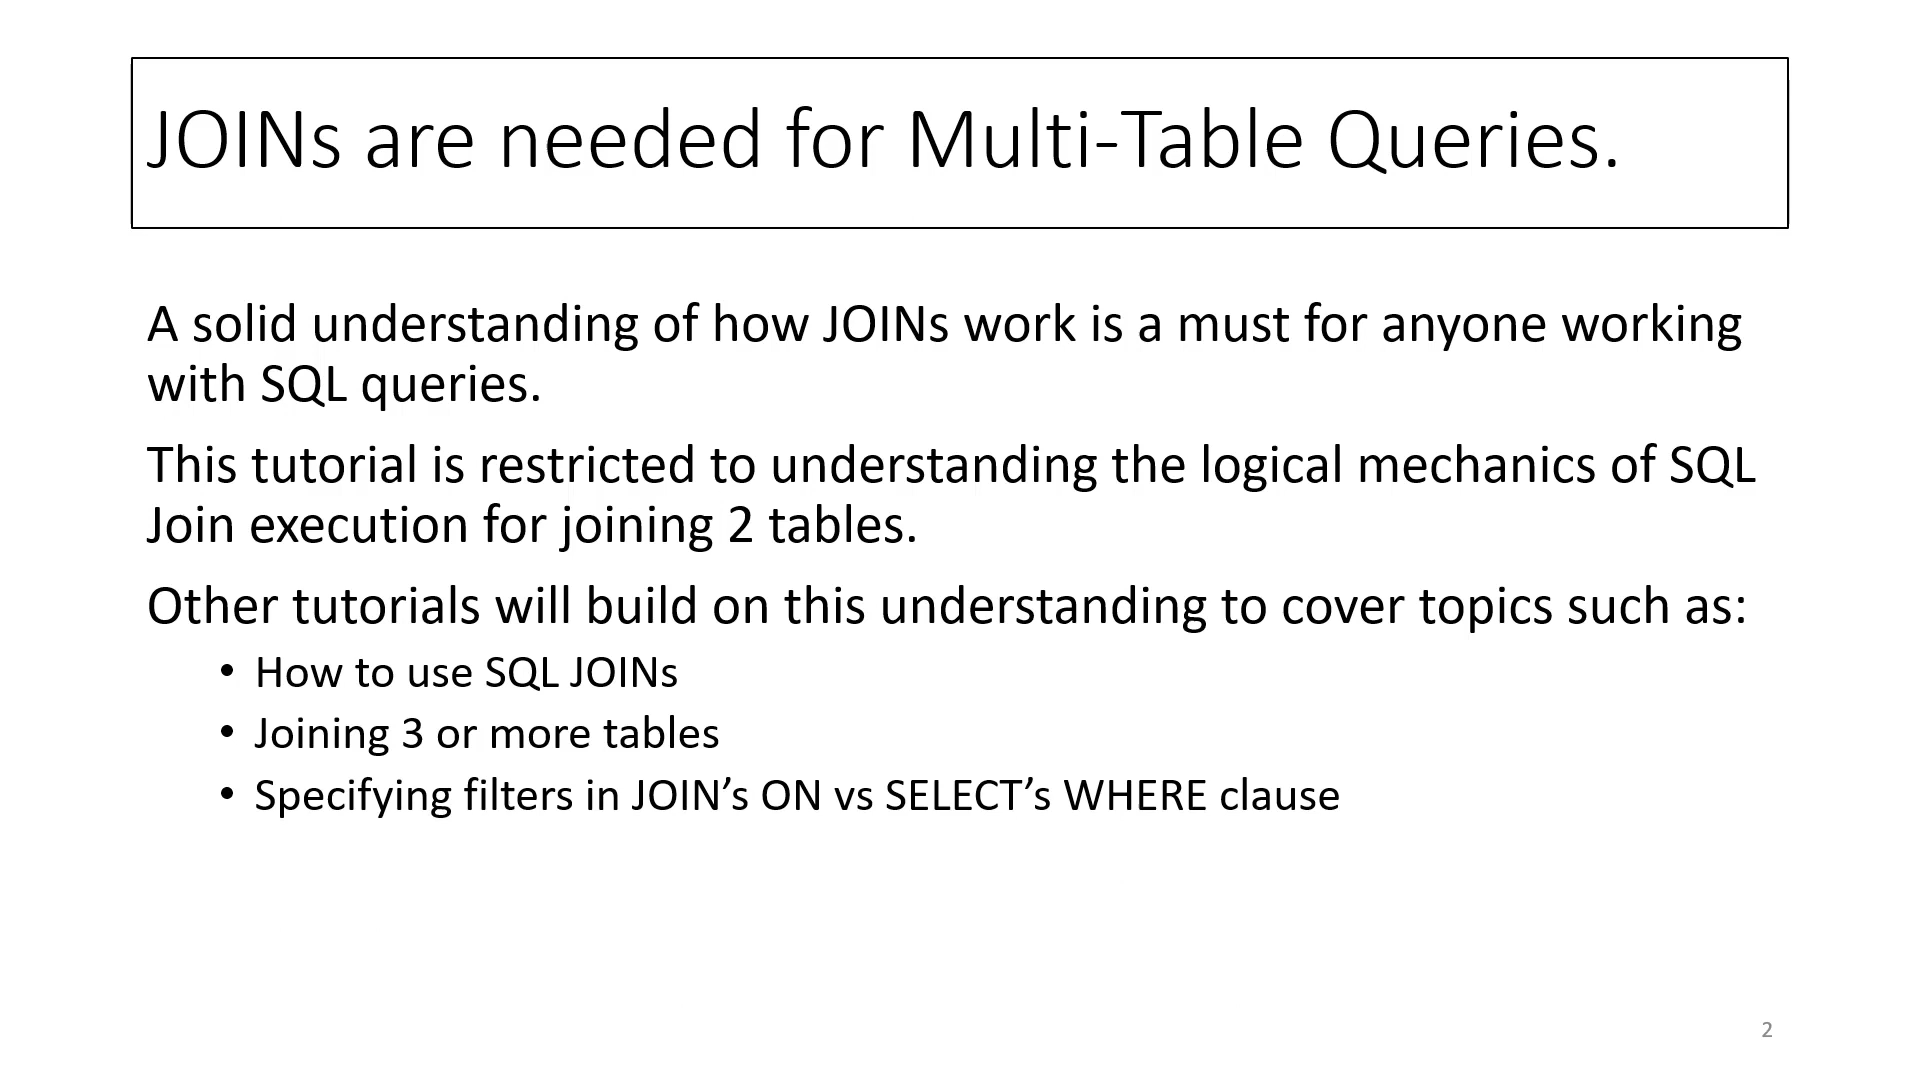 JOINs are needed for Multi-Table Queries.
A solid understanding of how JOINs work is a must for anyone working
with SQL queries.
This tutorial is restricted to understanding the logical mechanics of SQL
Join execution for joining 2 tables.
Other tutorials will build on this understanding to cover topics such as:
• How to use SQL JOINs
• Joining 3 or more tables
• Specifying filters in JOIN’s ON vs SELECT’s WHERE clause
2